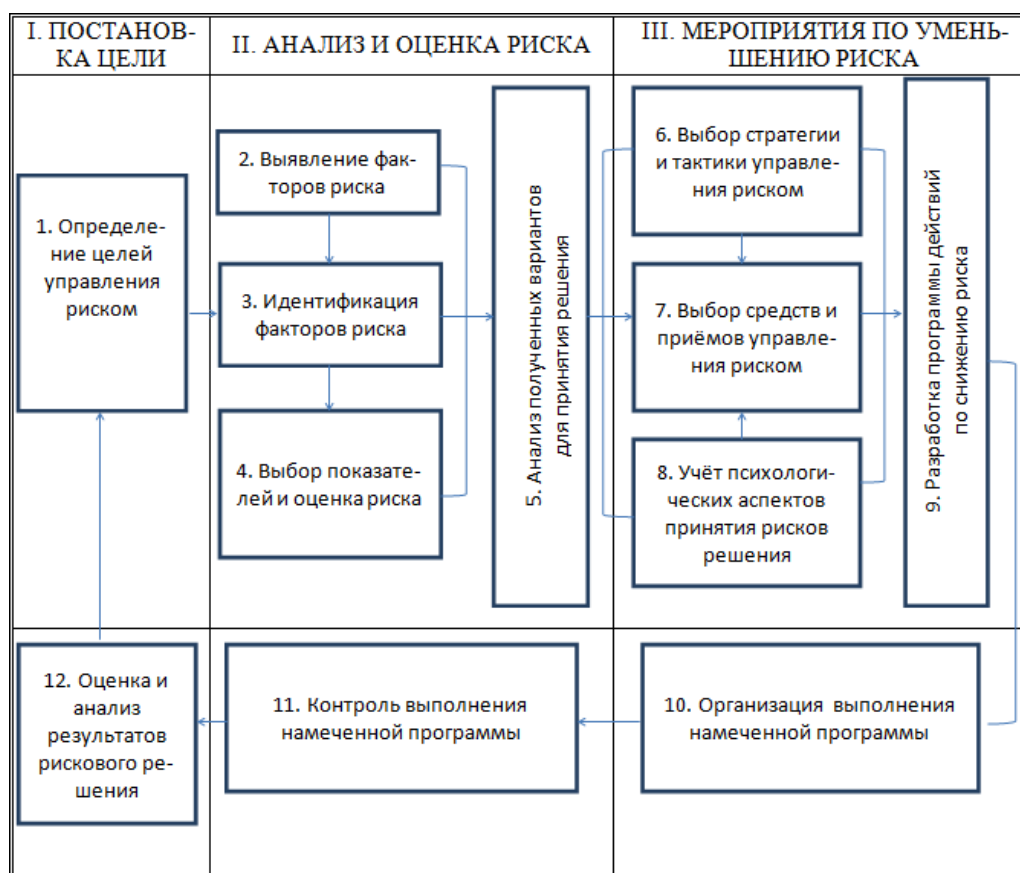 I. ПОСТАНОВ-
КА ЦЕЛИ
II. АНАЛИЗ И ОЦЕНКА РИСКА
III. МЕРОПРИЯТИЯ ПО УМЕНЬ-
ШЕНИЮ РИСКА
1. Определе-
ние целей
управления
риском
2. Выявление фак-
торов риска
3. Идентификация
факторов риска
4. Выбор показате-
лей и оценка риска
5. Анализ полученных вариантов
для принятия решения
6. Выбор стратегии
и тактики управле-
ния риском
7. Выбор средств и
приёмов управле-
ния риском
8. Учёт психологи-
ческих аспектов
принятия рисков
решения
9. Разработка программы действий
по снижению риска
12. Оценка и
анализ
результатов
рискового ре-
шения
11. Контроль выполнения
намеченной программы
10. Организация выполнения
намеченной программы